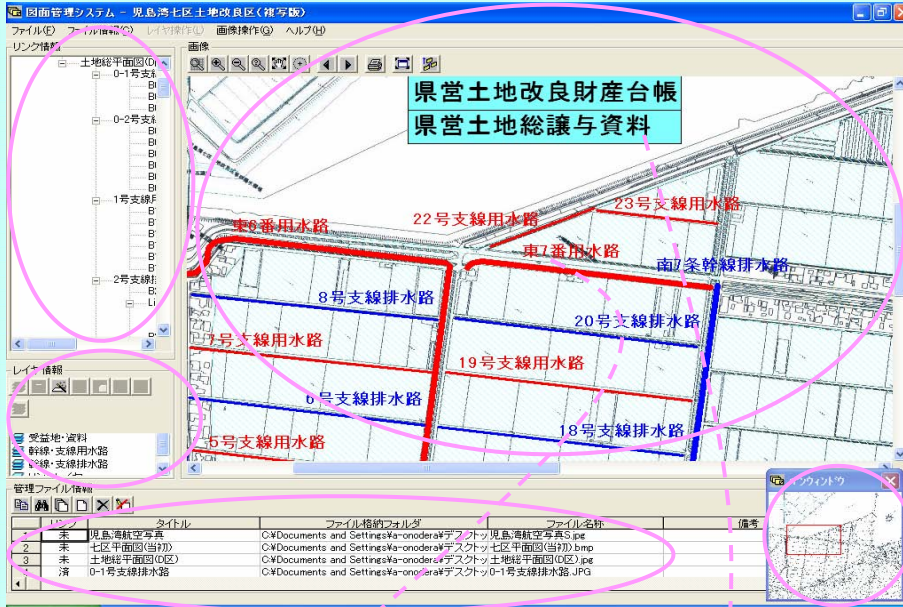 図面管理システム - 児島湾七区土地改良区(複写版)
ファイル(F) ファイル情報(C) レイヤ操作(L) 画像操作(G) ヘルプ(H)
リンク情報
画像
土地総平面図(D
0-1号支
0-2号支
1号支線
2号支線
Li
県営土地改良財産台帳
県営土地総譲与資料
22号支線用水路
23号支線用水路
東6番用水路
東7番用水路
南7条幹線排水路
8号支線排水路
20号支線排水路
7号支線用水路
19号支線用水路
6号支線排水路
18号支線排水路
5号支線用水路
レイヤ情報
受益地・資料
幹線・支線用水路
幹線・支線排水路
管理ファイル情報
リンク タイトル ファイル格納フォルダ ファイル名称 備考
1 未 児島湾航空写真 C:¥Documents and Settings¥a-onodera¥デスクトッ 児島湾航空写真S.jpg
2 未 七区平面図(当初) C:¥Documents and Settings¥a-onodera¥デスクトッ 七区平面図(当初).bmp
3 未 土地総平面図(D区) C:¥Documents and Settings¥a-onodera¥デスクトッ 土地総平面図(D区).jpg
4 済 0-1号支線排水路 C:¥Documents and Settings¥a-onodera¥デスクトッ 0-1号支線排水路.JPG